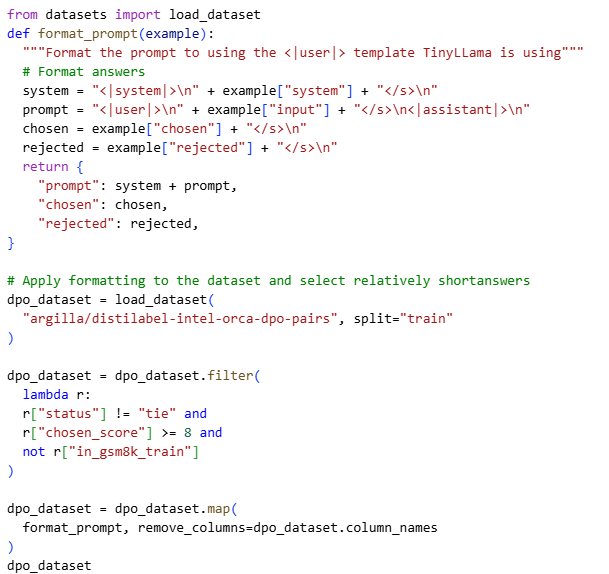 from datasets import load_dataset
def format_prompt(example):
  """Format the prompt to using the <|user|> template TinyLLama is using"""
  # Format answers
  system = "<|system|>\n" + example["system"] + "</s>\n"
  prompt = "<|user|>\n" + example["input"] + "</s>\n<|assistant|>\n"
  chosen = example["chosen"] + "</s>\n"
  rejected = example["rejected"] + "</s>\n"
  return {
    "prompt": system + prompt,
    "chosen": chosen,
    "rejected": rejected,
}

# Apply formatting to the dataset and select relatively shortanswers
dpo_dataset = load_dataset(
  "argilla/distilabel-intel-orca-dpo-pairs", split="train"
)

dpo_dataset = dpo_dataset.filter(
  lambda r:
  r["status"] != "tie" and
  r["chosen_score"] >= 8 and
  not r["in_gsm8k_train"]
)

dpo_dataset = dpo_dataset.map(
  format_prompt, remove_columns=dpo_dataset.column_names
)
dpo_dataset